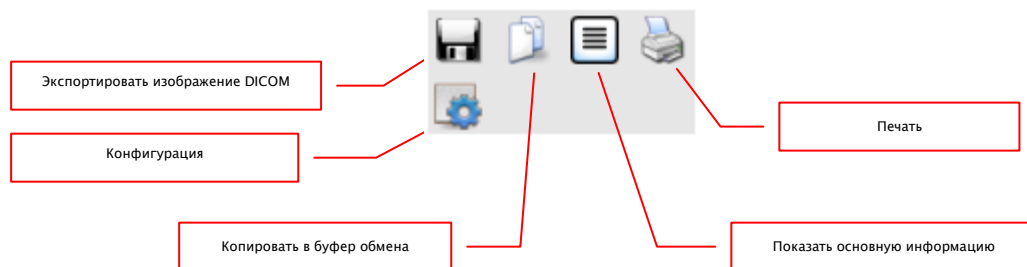 Экспортировать изображение DICOM
Печать
Конфигурация
Копировать в буфер обмена
Показать основную информацию